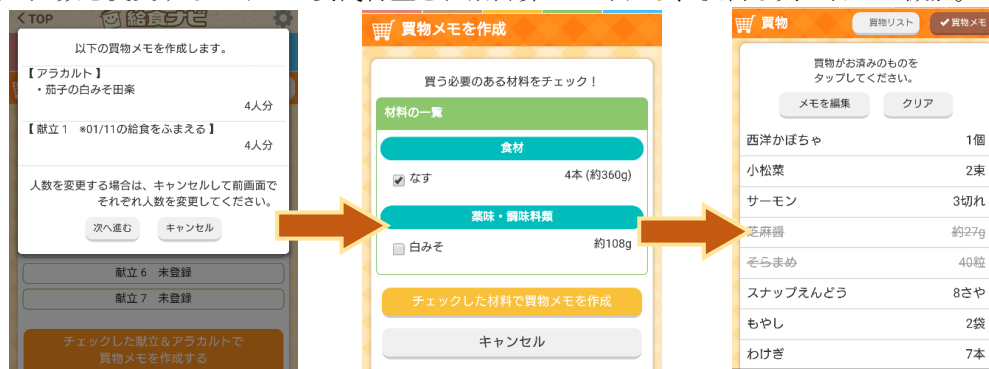 < TOP
給食ナビ
以下の買物メモを作成します。
【アラカルト】
・茄子の白みそ田楽
4人分
【献立1 ※01/11の給食をふまえる】
4人分
人数を変更する場合は、キャンセルして前画面で
それぞれ人数を変更してください。
次へ進む
キャンセル
献立6 未登録
献立7 未登録
チェックした献立&アラカルトで
買物メモを作成する
買物メモを作成
買う必要のある材料をチェック!
材料の一覧
食材
なす
4本 (約360g)
薬味・調味料類
白みそ
約108g
チェックした材料で買物メモを作成
キャンセル
買物
買物リスト
✔買物メモ
買物がお済みのものを
タップしてください。
メモを編集
クリア
西洋かぼちゃ
1個
小松菜
2束
サーモン
3切れ
芝麻醤
約27g
そらまめ
40粒
スナップえんどう
8さや
もやし
2袋
わけぎ
7本